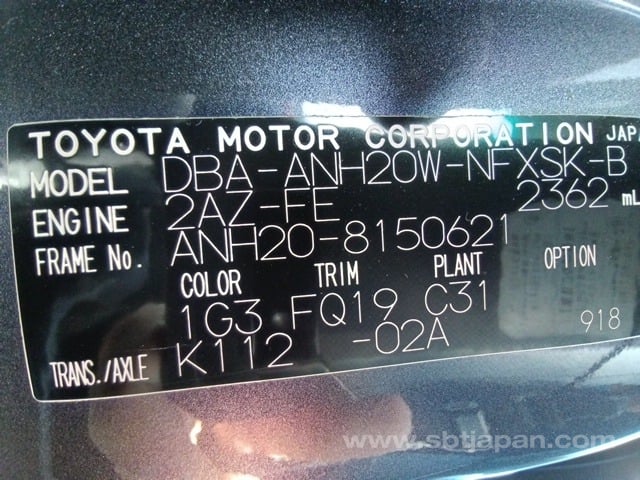 TOYOTA MOTOR CORPORATION JAPA
MODEL DBA-ANH20W-NFXSK-B
ENGINE 2AZ-FE 2362 mL
FRAME No. ANH20-8150621
COLOR TRIM PLANT OPTION
1G3 FQ19 C31
TRANS./AXLE K112 -02A 918
www.sbtjapan.com